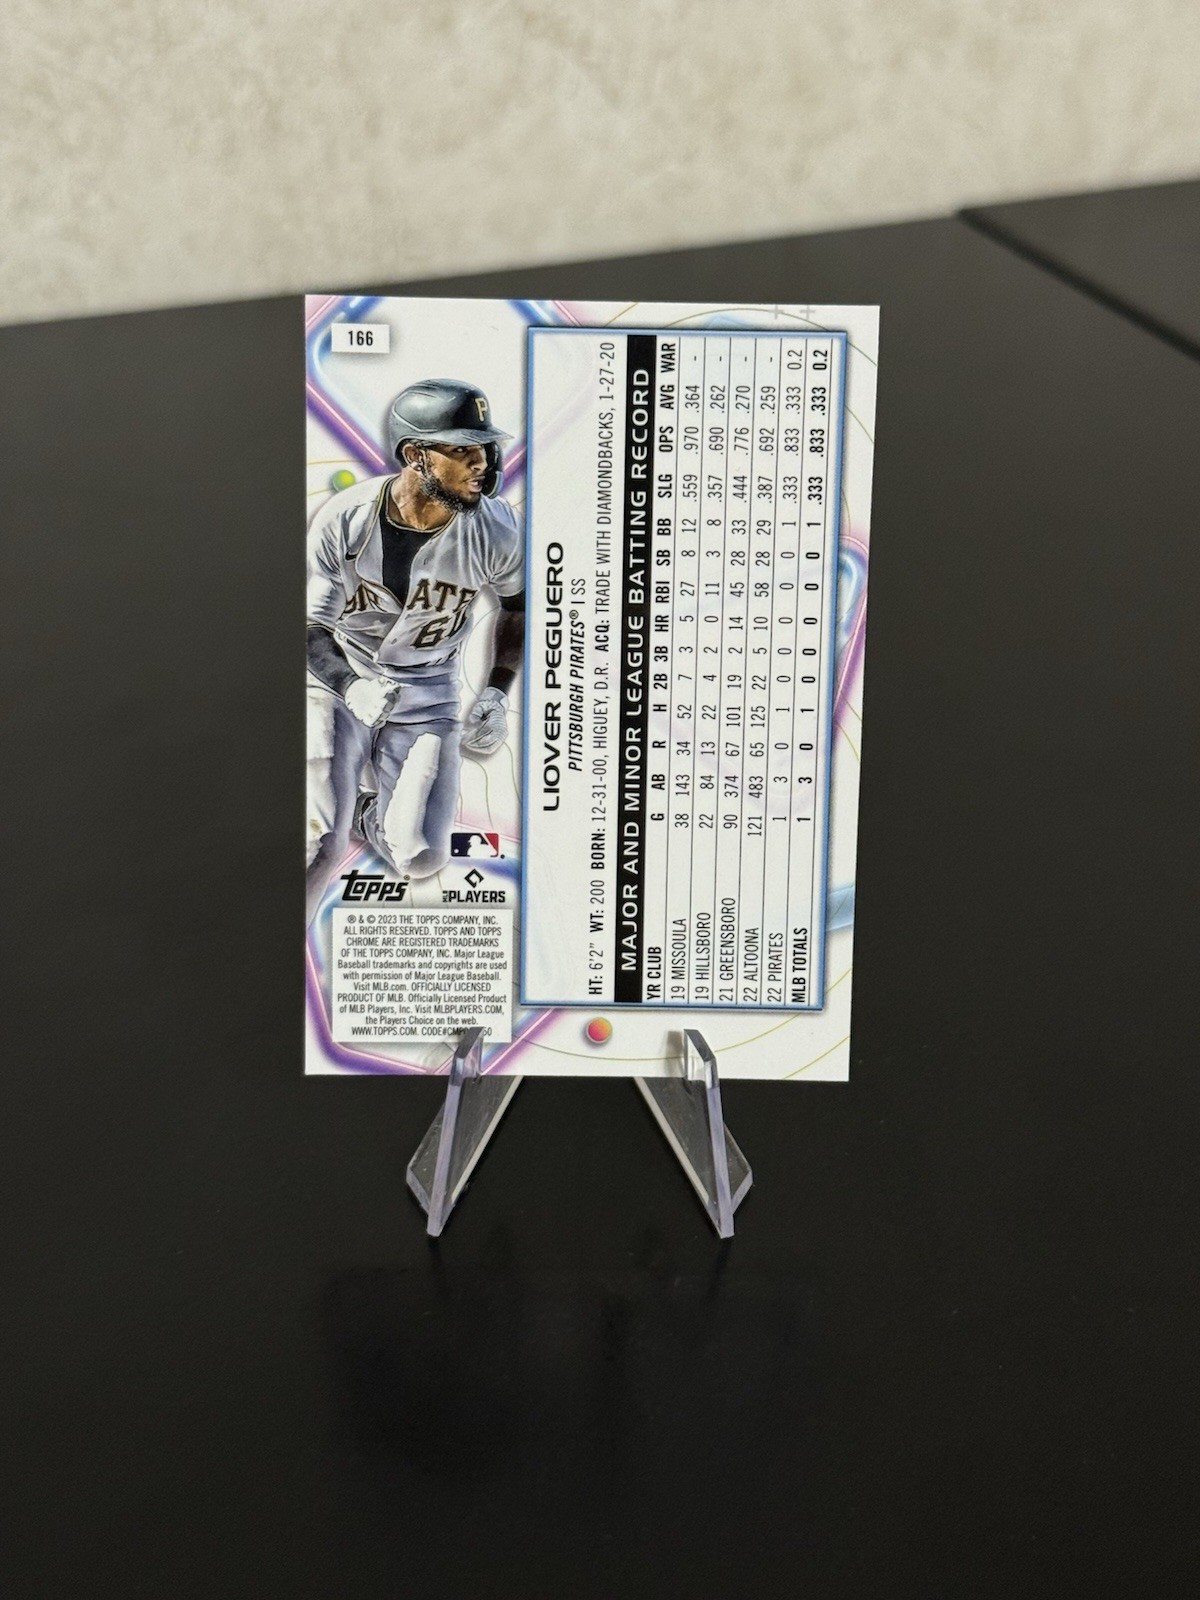 166
P
ATE
TOPPS®
MLB PLAYERS
® & © 2023 THE TOPPS COMPANY, INC.
ALL RIGHTS RESERVED. TOPPS AND TOPPS
CHROME ARE REGISTERED TRADEMARKS
OF THE TOPPS COMPANY, INC. Major League
Baseball trademarks and copyrights are used
with permission of Major League Baseball.
Visit MLB.com. OFFICIALLY LICENSED
PRODUCT OF MLB. Officially Licensed Product
of MLB Players, Inc. Visit MLBPLAYERS.COM,
the Players Choice on the web.
WWW.TOPPS.COM.
LIOVER PEGUERO
PITTSBURGH PIRATES® | SS
HT: 6'2" WT: 200 BORN: 12-31-00, HIGUEY, D.R. ACQ: TRADE WITH DIAMONDBACKS, 1-27-20
MAJOR AND MINOR LEAGUE BATTING RECORD
YR CLUB G AB R H 2B 3B HR RBI SB BB SLG OPS AVG WAR
19 MISSOULA 38 143 34 52 7 3 5 27 8 12 .559 .970 .364 -
19 HILLSBORO 22 84 13 22 4 2 0 11 3 8 .357 .690 .262 -
21 GREENSBORO 90 374 67 101 19 2 14 45 28 33 .444 .776 .270 -
22 ALTOONA 121 483 65 125 22 5 10 58 28 29 .387 .692 .259 -
22 PIRATES 1 3 0 1 0 0 0 0 0 1 .333 .833 .333 0.2
MLB TOTALS 1 3 0 1 0 0 0 0 0 1 .333 .833 .333 0.2